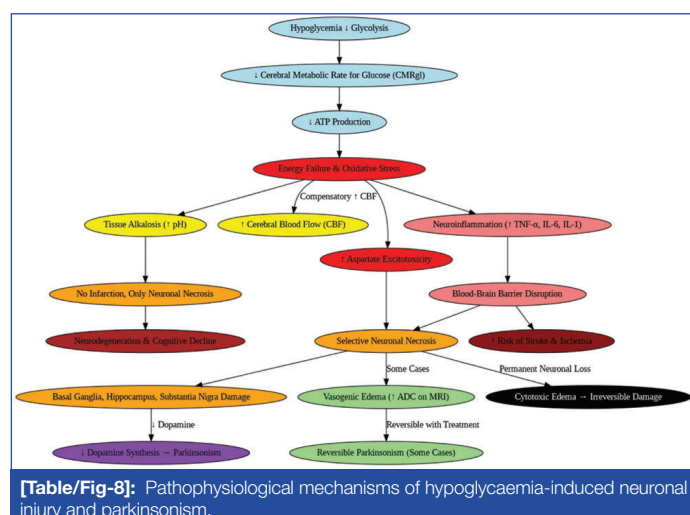 Hypoglycemia ↓ Glycolysis
↓ Cerebral Metabolic Rate for Glucose (CMRgl)
↓ ATP Production
Energy Failure & Oxidative Stress
Compensatory ↑ CBF
Tissue Alkalosis (↑ pH)
↑ Cerebral Blood Flow (CBF)
Neuroinflammation (↑ TNF-α, IL-6, IL-1)
↑ Aspartate Excitotoxicity
No Infarction, Only Neuronal Necrosis
Blood-Brain Barrier Disruption
Neurodegeneration & Cognitive Decline
Selective Neuronal Necrosis
↑ Risk of Stroke & Ischemia
Some Cases
Permanent Neuronal Loss
Basal Ganglia, Hippocampus, Substantia Nigra Damage
Vasogenic Edema (↑ ADC on MRI)
Cytotoxic Edema → Irreversible Damage
↓ Dopamine
Reversible with Treatment
↓ Dopamine Synthesis → Parkinsonism
Reversible Parkinsonism (Some Cases)
[Table/Fig-8]: Pathophysiological mechanisms of hypoglycaemia-induced neuronal
injury and parkinsonism.